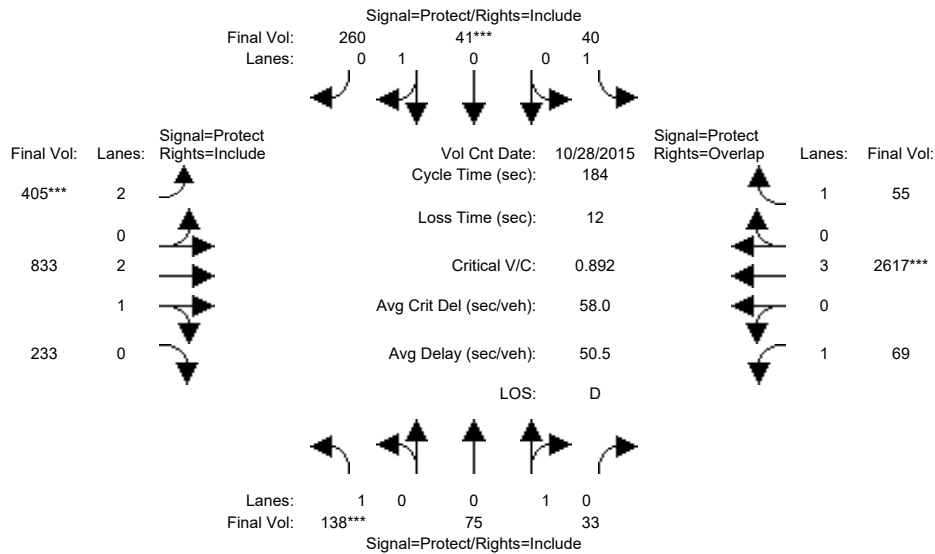 Signal=Protect/Rights=Include
Final Vol: 260 41*** 40
Lanes: 0 1 0 0 1
Signal=Protect
Final Vol: Lanes: Rights=Include
Vol Cnt Date: 10/28/2015
Signal=Protect
Rights=Overlap Lanes: Final Vol:
Cycle Time (sec): 184
405*** 2
1 55
Loss Time (sec): 12
0
0
833 2
Critical V/C: 0.892
3 2617***
1
Avg Crit Del (sec/veh): 58.0
0
233 0
Avg Delay (sec/veh): 50.5
1 69
LOS: D
Lanes: 1 0 0 1 0
Final Vol: 138*** 75 33
Signal=Protect/Rights=Include